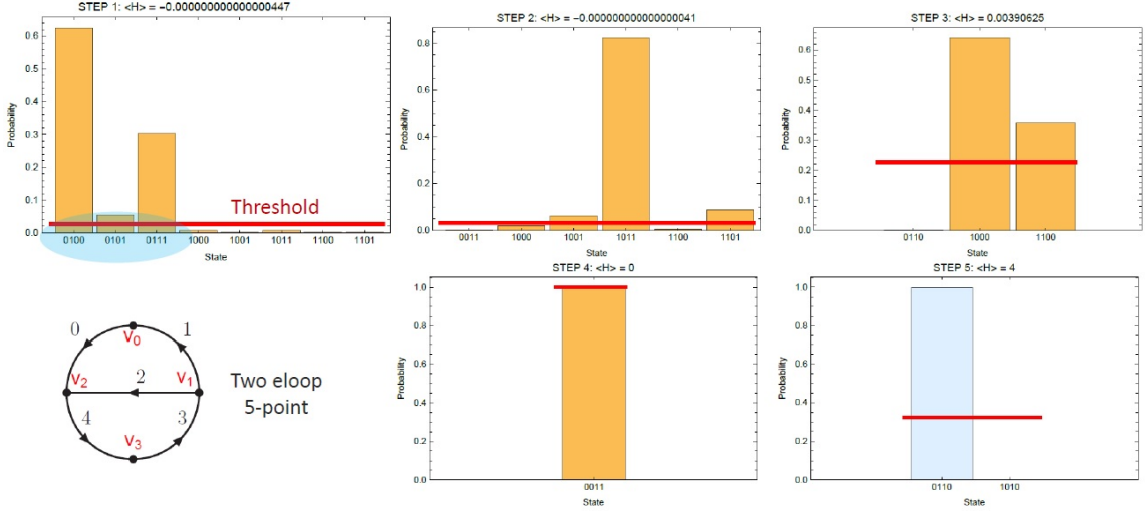 STEP 1: <H> = −0.000000000000000447
Probability
0.6
0.5
0.4
0.3
0.2
0.1
0.0
Threshold
0100 0101 0111 1000 1001 1011 1100 1101
State
STEP 2: <H> = −0.000000000000000041
Probability
0.8
0.6
0.4
0.2
0.0
0011 1000 1001 1011 1100 1101
State
STEP 3: <H> = 0.00390625
Probability
0.6
0.5
0.4
0.3
0.2
0.1
0.0
0110 1000 1100
State
0 1
V0
V2 2 V1
4 3
V3
Two eloop
5-point
STEP 4: <H> = 0
Probability
1.0
0.8
0.6
0.4
0.2
0.0
0011
State
STEP 5: <H> = 4
Probability
1.0
0.8
0.6
0.4
0.2
0.0
0110 1010
State